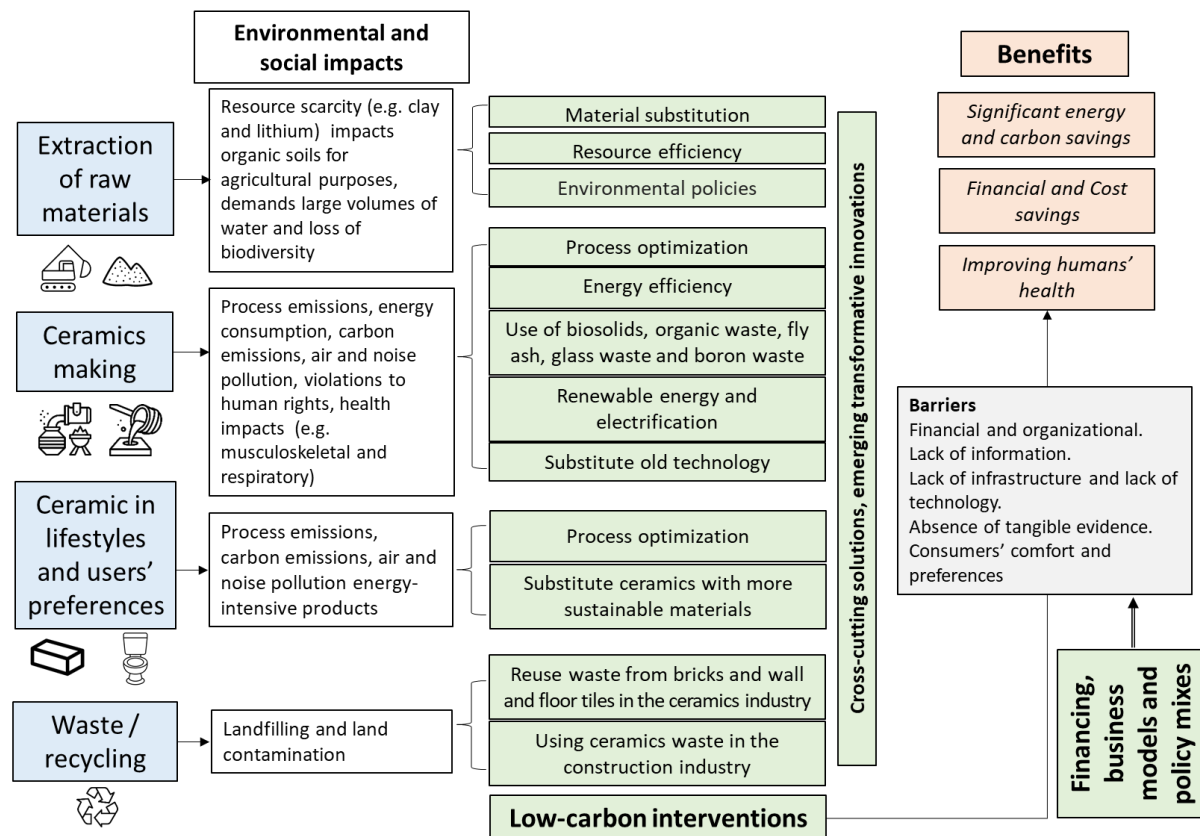 Environmental and
social impacts
Benefits
Extraction
of raw
materials
Resource scarcity (e.g. clay
and lithium)  impacts
organic soils for
agricultural purposes,
demands large volumes of
water and loss of
biodiversity
Material substitution
Resource efficiency
Environmental policies
Ceramics
making
Process emissions, energy
consumption, carbon
emissions, air and noise
pollution, violations to
human rights, health
impacts  (e.g.
musculoskeletal and
respiratory)
Process optimization
Energy efficiency
Use of biosolids, organic waste, fly
ash, glass waste and boron waste
Renewable energy and
electrification
Substitute old technology
Ceramic in
lifestyles
and users’
preferences
Process emissions,
carbon emissions, air and
noise pollution energy-
intensive products
Process optimization
Substitute ceramics with more
sustainable materials
Waste /
recycling
Landfilling and land
contamination
Reuse waste from bricks and wall
and floor tiles in the ceramics industry
Using ceramics waste in the
construction industry
Low-carbon interventions
Cross-cutting solutions, emerging transformative innovations
Significant energy
and carbon savings
Financial and Cost
savings
Improving humans’
health
Barriers
Financial and organizational.
Lack of information.
Lack of infrastructure and lack of
technology.
Absence of tangible evidence.
Consumers’ comfort and
preferences
Financing,
business
models and
policy mixes